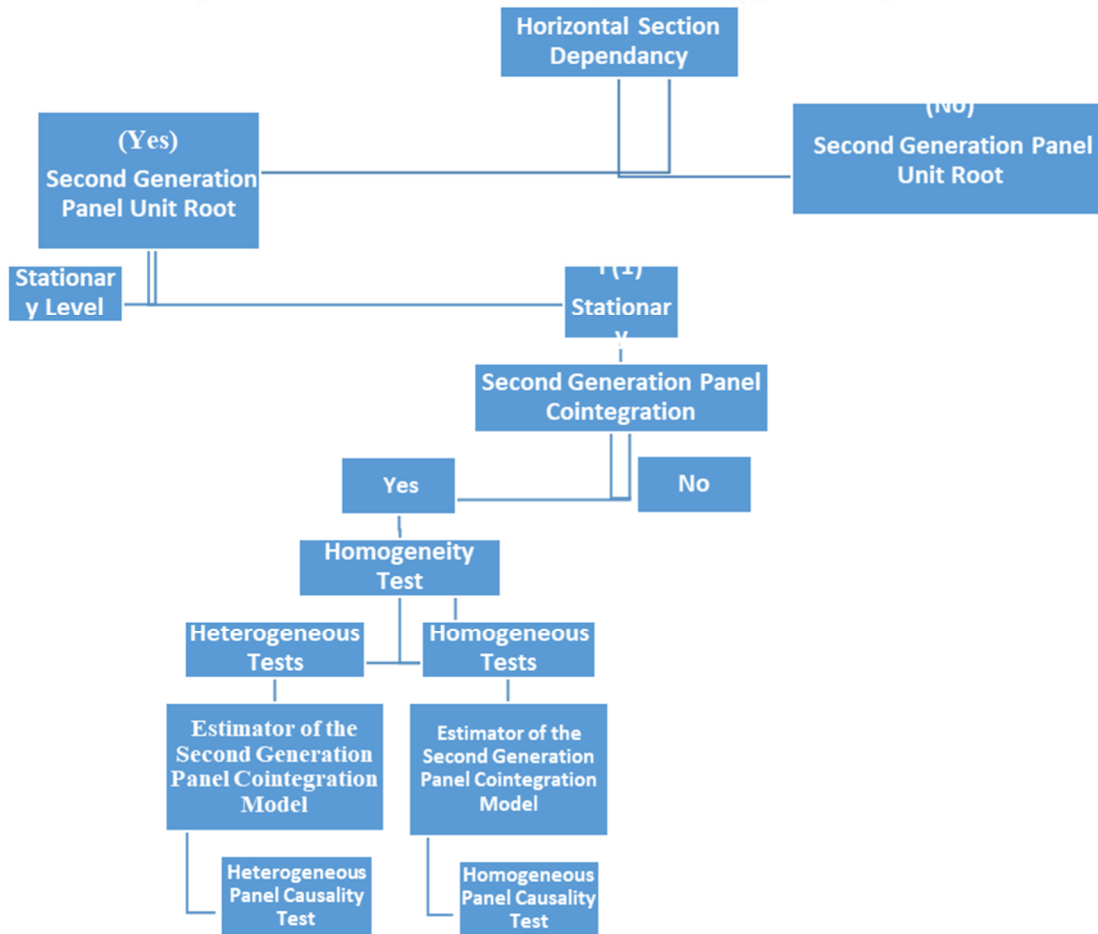 Horizontal Section
Dependancy
(Yes)
Second Generation
Panel Unit Root
(No)
Second Generation Panel
Unit Root
Stationar
y Level
I (1)
Stationar
y
Second Generation Panel
Cointegration
Yes
No
Homogeneity
Test
Heterogeneous
Tests
Homogeneous
Tests
Estimator of the
Second Generation
Panel Cointegration
Model
Estimator of the
Second Generation
Panel Cointegration
Model
Heterogeneous
Panel Causality
Test
Homogeneous
Panel Causality
Test